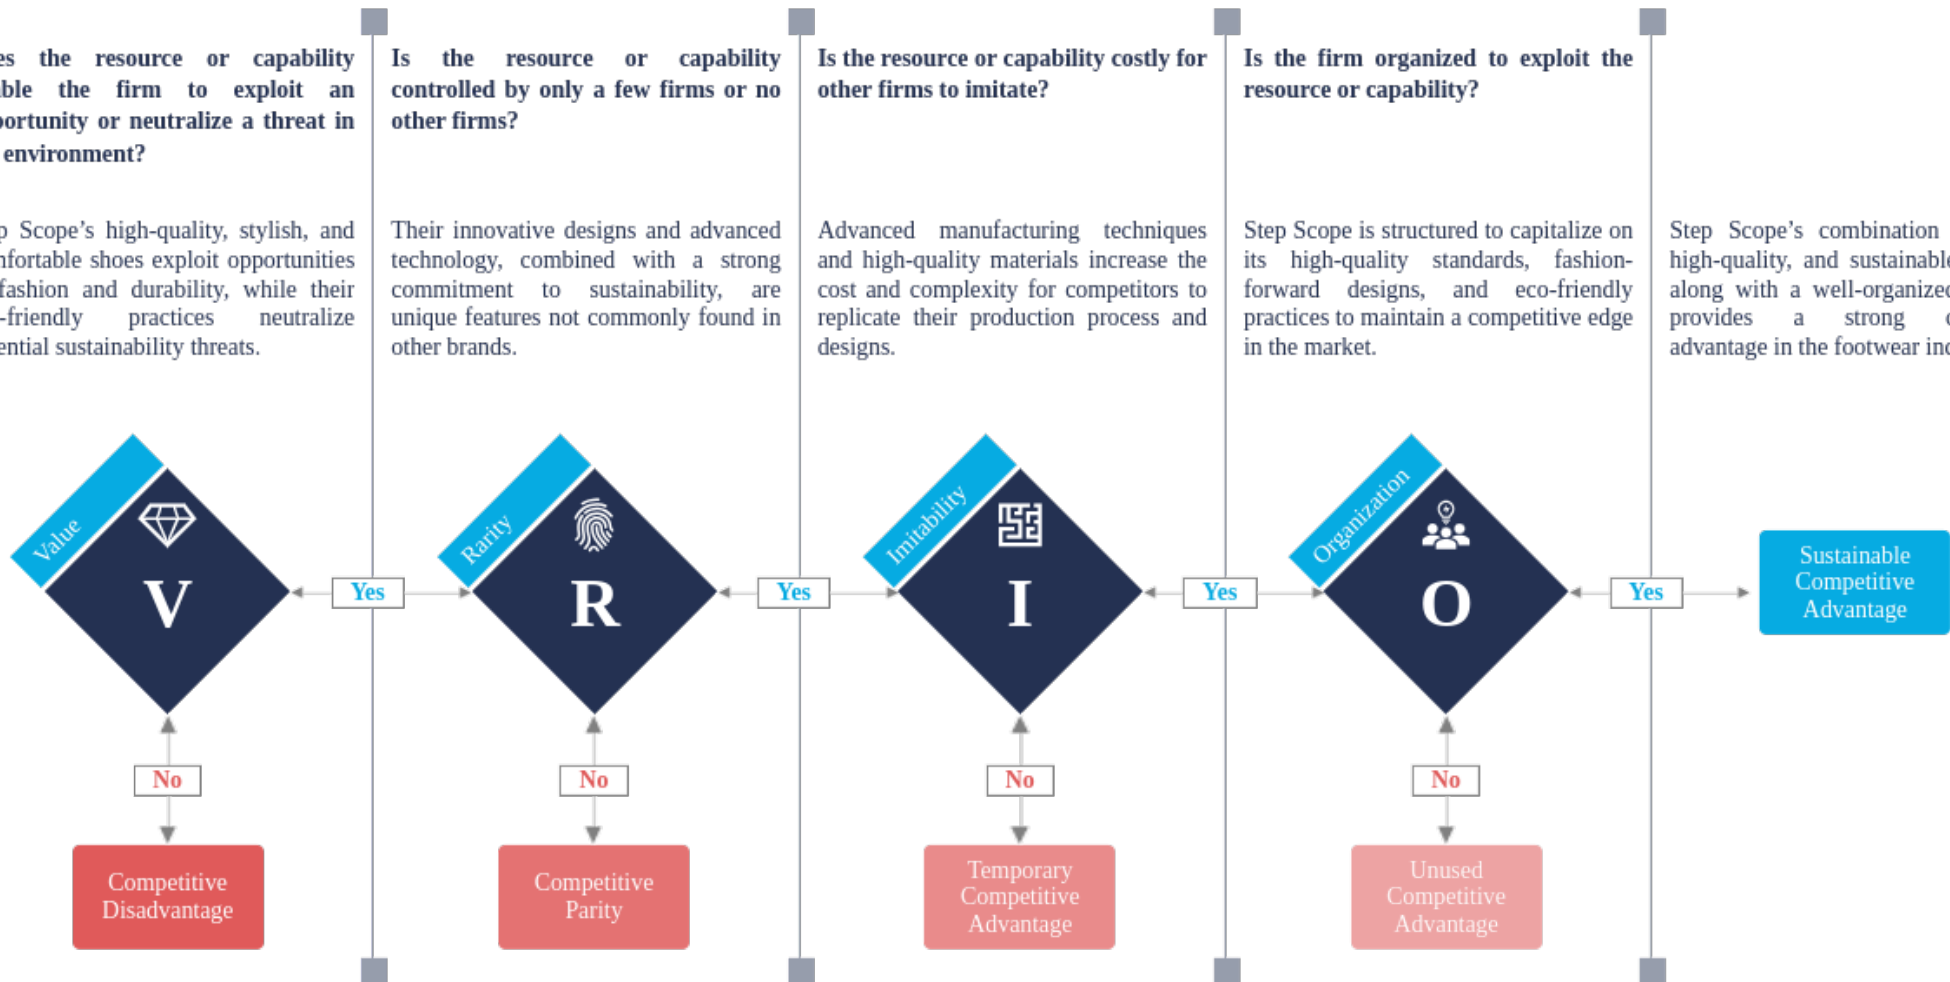 es the resource or capability
ble the firm to exploit an
portunity or neutralize a threat in
environment?
Is the resource or capability
controlled by only a few firms or no
other firms?
Is the resource or capability costly for
other firms to imitate?
Is the firm organized to exploit the
resource or capability?
p Scope’s high-quality, stylish, and
nfortable shoes exploit opportunities
fashion and durability, while their
-friendly practices neutralize
ential sustainability threats.
Their innovative designs and advanced
technology, combined with a strong
commitment to sustainability, are
unique features not commonly found in
other brands.
Advanced manufacturing techniques
and high-quality materials increase the
cost and complexity for competitors to
replicate their production process and
designs.
Step Scope is structured to capitalize on
its high-quality standards, fashion-
forward designs, and eco-friendly
practices to maintain a competitive edge
in the market.
Step Scope’s combination
high-quality, and sustainable
along with a well-organized
provides a strong
advantage in the footwear ind
Value
V
Yes
Rarity
R
Yes
Imitability
I
Yes
Organization
O
Yes
Sustainable
Competitive
Advantage
No
No
No
No
Competitive
Disadvantage
Competitive
Parity
Temporary
Competitive
Advantage
Unused
Competitive
Advantage